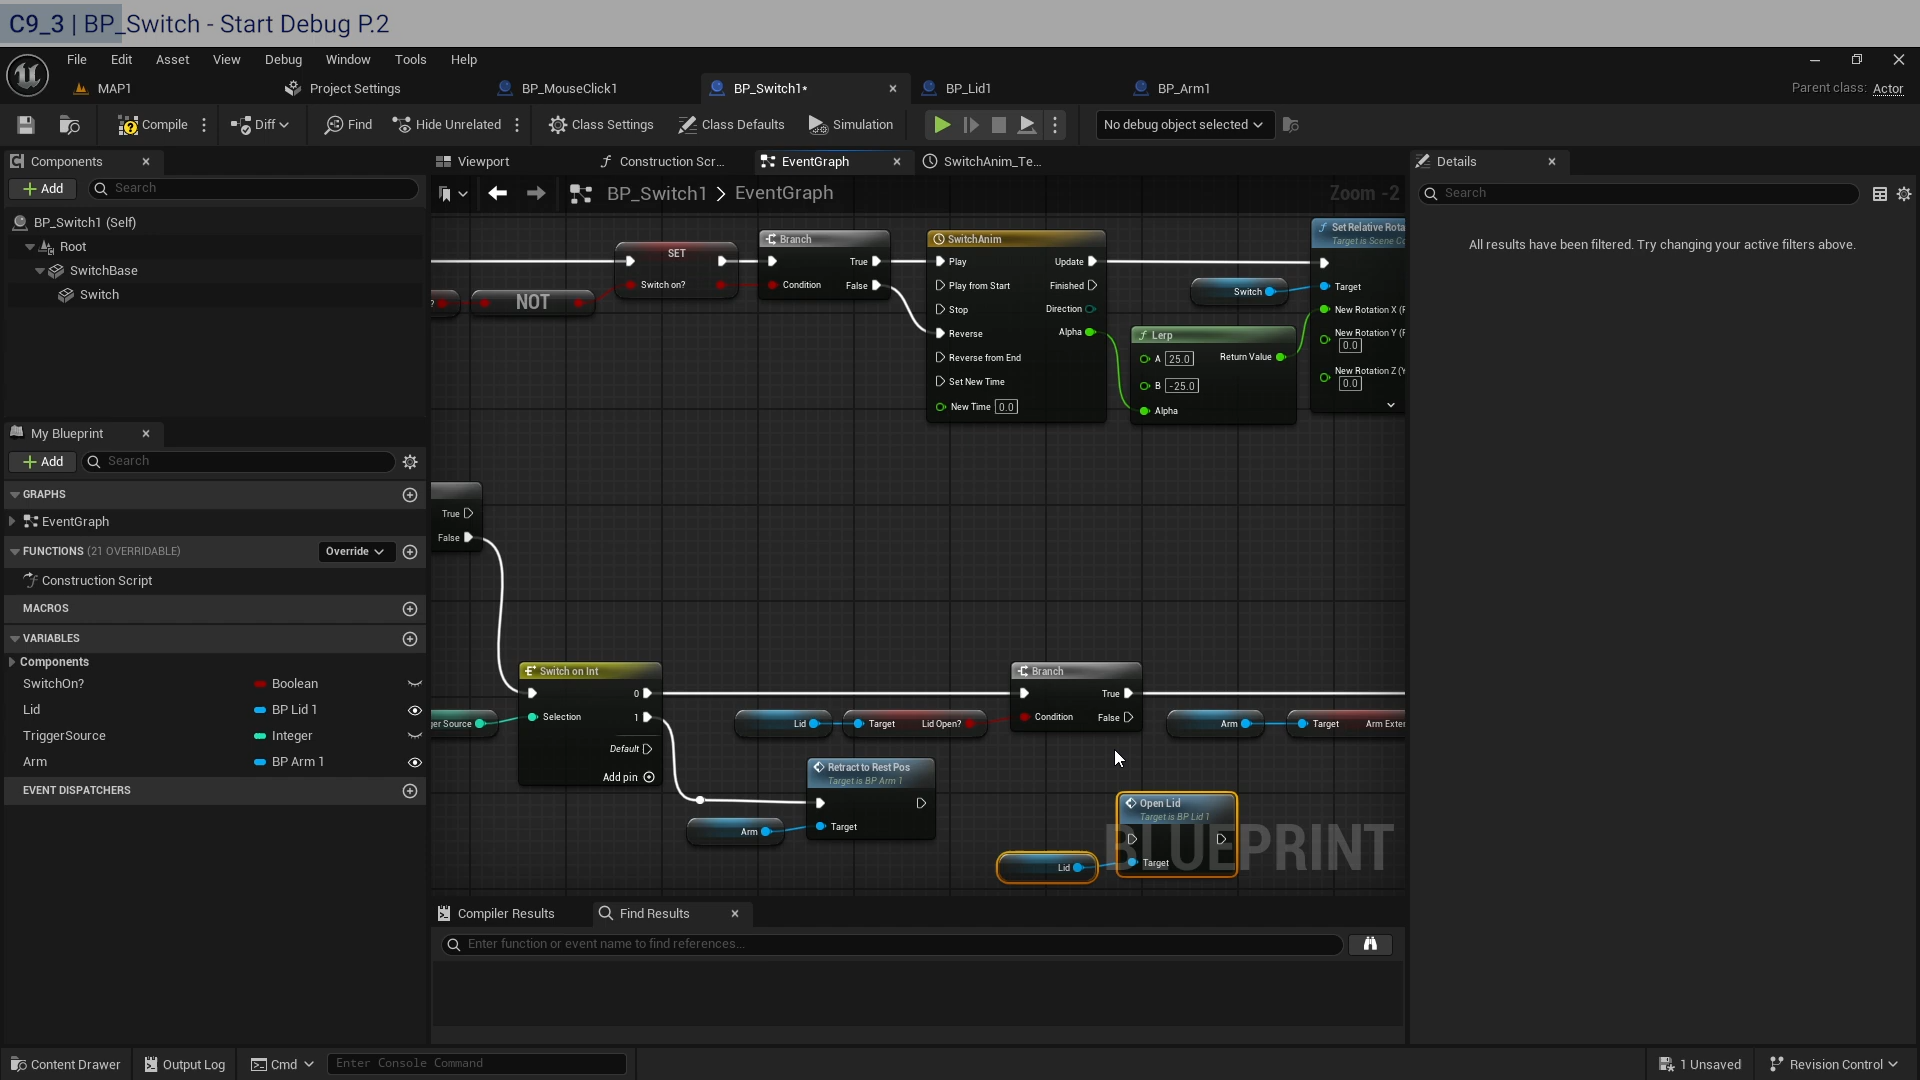 C9_3 | BP_Switch - Start Debug P.2
File Edit Asset View Debug Window Tools Help
MAP1 Project Settings BP_MouseClick1 BP_Switch1* BP_Lid1 BP_Arm1 Parent class: Actor
Compile Diff Find Hide Unrelated Class Settings Class Defaults Simulation No debug object selected
Components
Add Search
BP_Switch1 (Self)
Root
SwitchBase
Switch
My Blueprint
Add Search
GRAPHS
EventGraph
FUNCTIONS (21 OVERRIDABLE) Override
Construction Script
MACROS
VARIABLES
Components
SwitchOn? Boolean
Lid BP Lid 1
TriggerSource Integer
Arm BP Arm 1
EVENT DISPATCHERS
Viewport Construction Scr... EventGraph SwitchAnim_Te...
BP_Switch1 > EventGraph Zoom -2
SET
Switch on?
? NOT
Branch
True
Condition False
SwitchAnim
Play Update
Play from Start Finished
Stop Direction
Reverse Alpha
Reverse from End
Set New Time
New Time 0.0
Lerp
A 25.0 Return Value
B -25.0
Alpha
Switch
Set Relative Rota
Target is Scene Co
Target
New Rotation X (R
New Rotation Y (P
0.0
New Rotation Z (Y
0.0
True
False
ger Source
Switch on Int
0
Selection 1
Default
Add pin
Lid Target Lid Open?
Branch
True
Condition False
Arm Target Arm Exter
Retract to Rest Pos
Target is BP Arm 1
Arm Target
Open Lid
Target is BP Lid 1
Lid Target
BLUEPRINT
Compiler Results Find Results
Enter function or event name to find references...
Details
Search
All results have been filtered. Try changing your active filters above.
Content Drawer Output Log Cmd Enter Console Command 1 Unsaved Revision Control